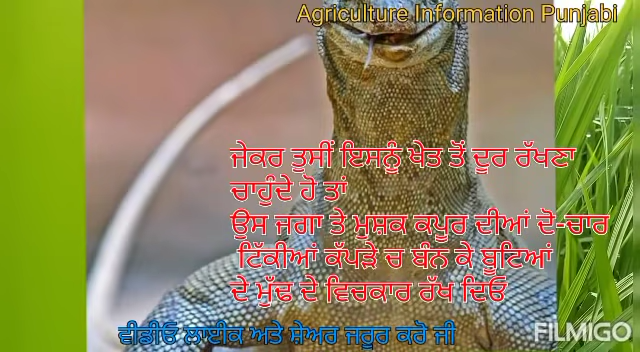 Agriculture Information Punjabi
ਜੇਕਰ ਤੁਸੀਂ ਇਸਨੂੰ ਖੇਤ ਤੋਂ ਦੂਰ ਰੱਖਣਾ
ਚਾਹੁੰਦੇ ਹੋ ਤਾਂ
ਉਸ ਜਗਾ ਤੇ ਮੁਸ਼ਕ ਕਪੂਰ ਦੀਆਂ ਦੋ-ਚਾਰ
ਟਿੱਕੀਆਂ ਕੱਪੜੇ ਚ ਬੰਨ ਕੇ ਬੂਟਿਆਂ
ਦੇ ਮੁੱਢ ਦੇ ਵਿਚਕਾਰ ਰੱਖ ਦਿਓ
ਵੀਡੀਓ ਲਾਈਕ ਅਤੇ ਸ਼ੇਅਰ ਜਰੂਰ ਕਰੋ ਜੀ
FILMIGO